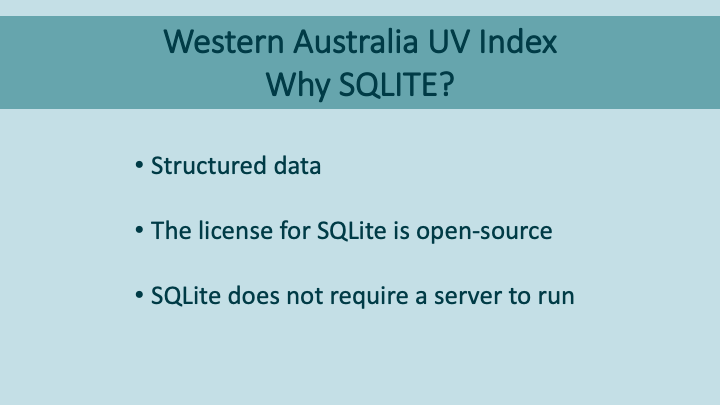 Western Australia UV Index
Why SQLITE?
• Structured data
• The license for SQLite is open-source
• SQLite does not require a server to run